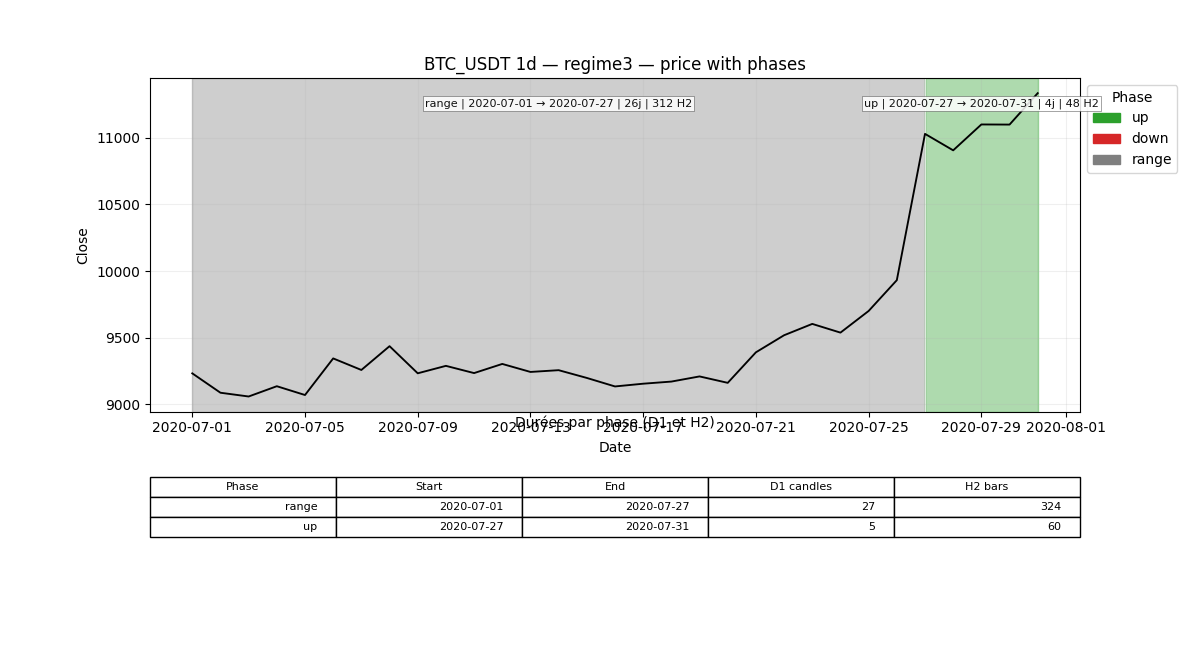 BTC_USDT 1d — regime3 — price with phases
range | 2020-07-01 → 2020-07-27 | 26j | 312 H2
up | 2020-07-27 → 2020-07-31 | 4j | 48 H2
Phase
up
down
range
Close
11000
10500
10000
9500
9000
2020-07-01 2020-07-05 2020-07-09 2020-07-13 2020-07-17 2020-07-21 2020-07-25 2020-07-29 2020-08-01
Durées par phase (D1 et H2)
Date
Phase Start End D1 candles H2 bars
range 2020-07-01 2020-07-27 27 324
up 2020-07-27 2020-07-31 5 60